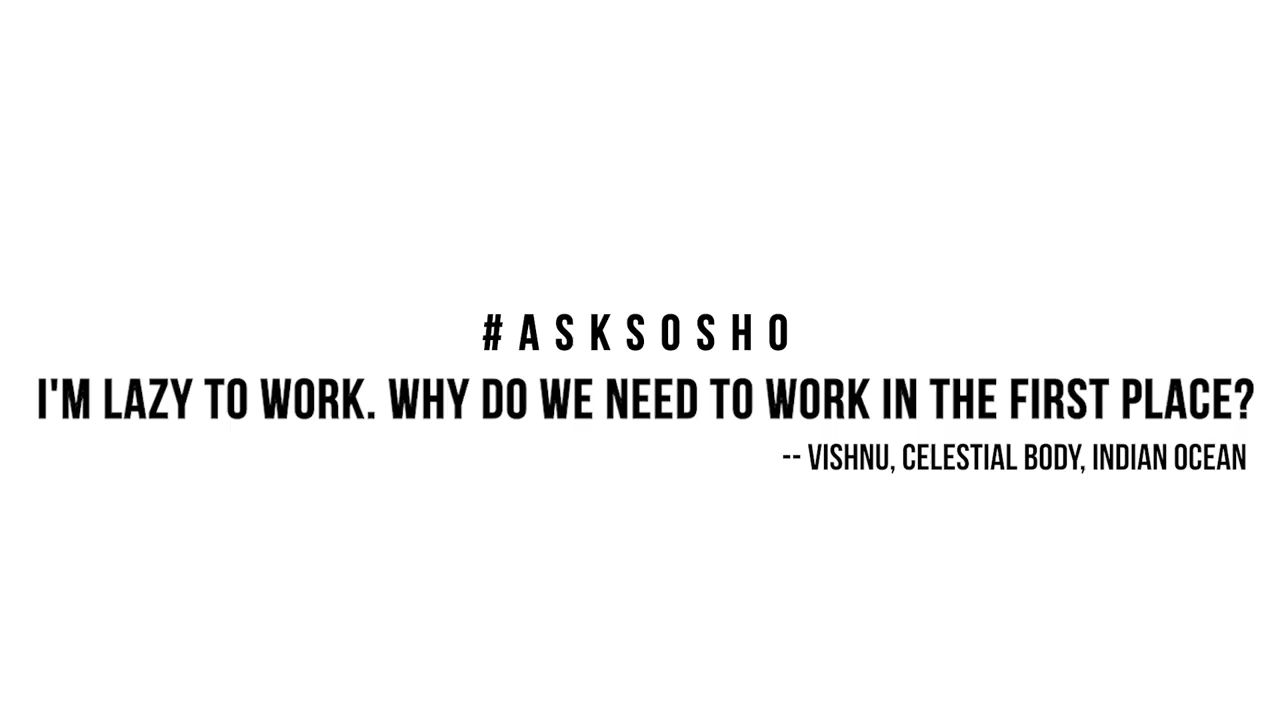 #ASKSOSHO
I'M LAZY TO WORK. WHY DO WE NEED TO WORK IN THE FIRST PLACE?
-- VISHNU, CELESTIAL BODY, INDIAN OCEAN